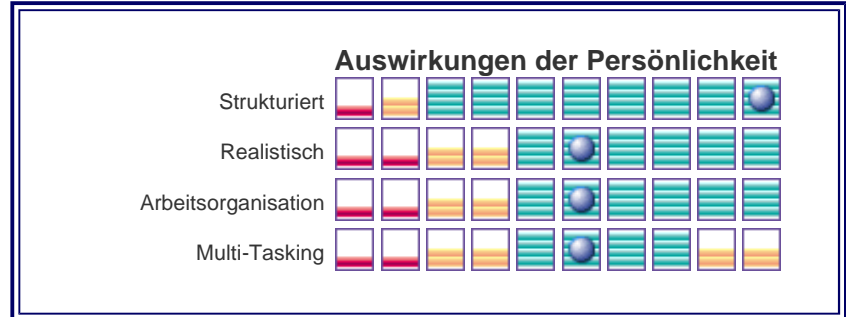 Auswirkungen der Persönlichkeit
Strukturiert
Realistisch
Arbeitsorganisation
Multi-Tasking